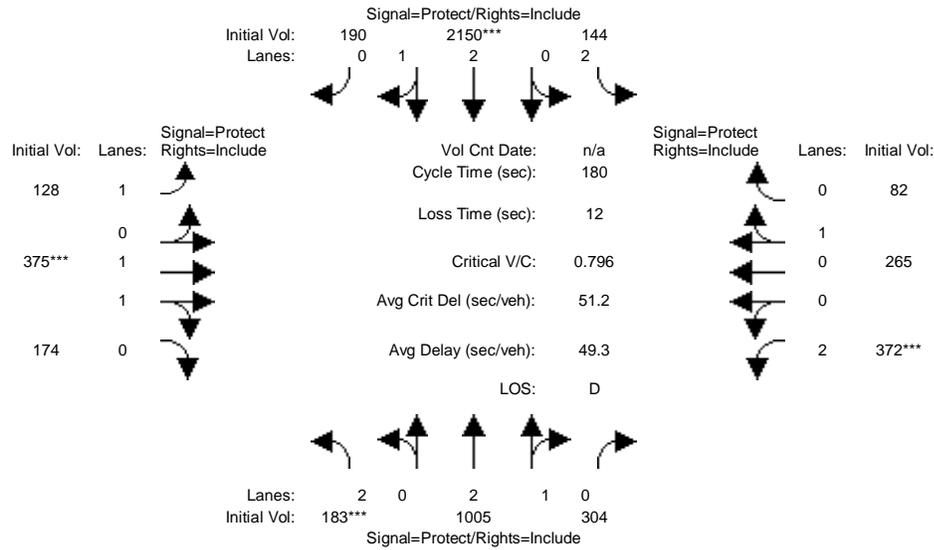 Signal=Protect/Rights=Include
Initial Vol: 190 2150*** 144
Lanes: 0 1 2 0 2
Signal=Protect
Initial Vol: Lanes: Rights=Include
Vol Cnt Date: n/a
Signal=Protect
Rights=Include Lanes: Initial Vol:
Cycle Time (sec): 180
128 1
0 82
Loss Time (sec): 12
0
1
375*** 1
Critical V/C: 0.796
0 265
1
Avg Crit Del (sec/veh): 51.2
0
174 0
Avg Delay (sec/veh): 49.3
2 372***
LOS: D
Lanes: 2 0 2 1 0
Initial Vol: 183*** 1005 304
Signal=Protect/Rights=Include